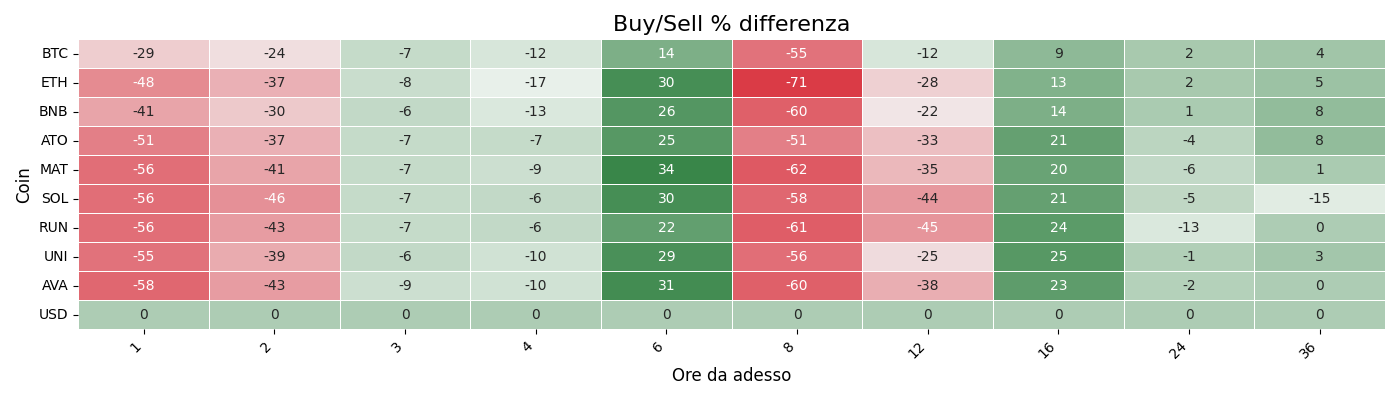 Buy/Sell % differenza
Coin
BTC -29 -24 -7 -12 14 -55 -12 9 2 4
ETH -48 -37 -8 -17 30 -71 -28 13 2 5
BNB -41 -30 -6 -13 26 -60 -22 14 1 8
ATO -51 -37 -7 -7 25 -51 -33 21 -4 8
MAT -56 -41 -7 -9 34 -62 -35 20 -6 1
SOL -56 -46 -7 -6 30 -58 -44 21 -5 -15
RUN -56 -43 -7 -6 22 -61 -45 24 -13 0
UNI -55 -39 -6 -10 29 -56 -25 25 -1 3
AVA -58 -43 -9 -10 31 -60 -38 23 -2 0
USD 0 0 0 0 0 0 0 0 0 0
1 2 3 4 6 8 12 16 24 36
Ore da adesso